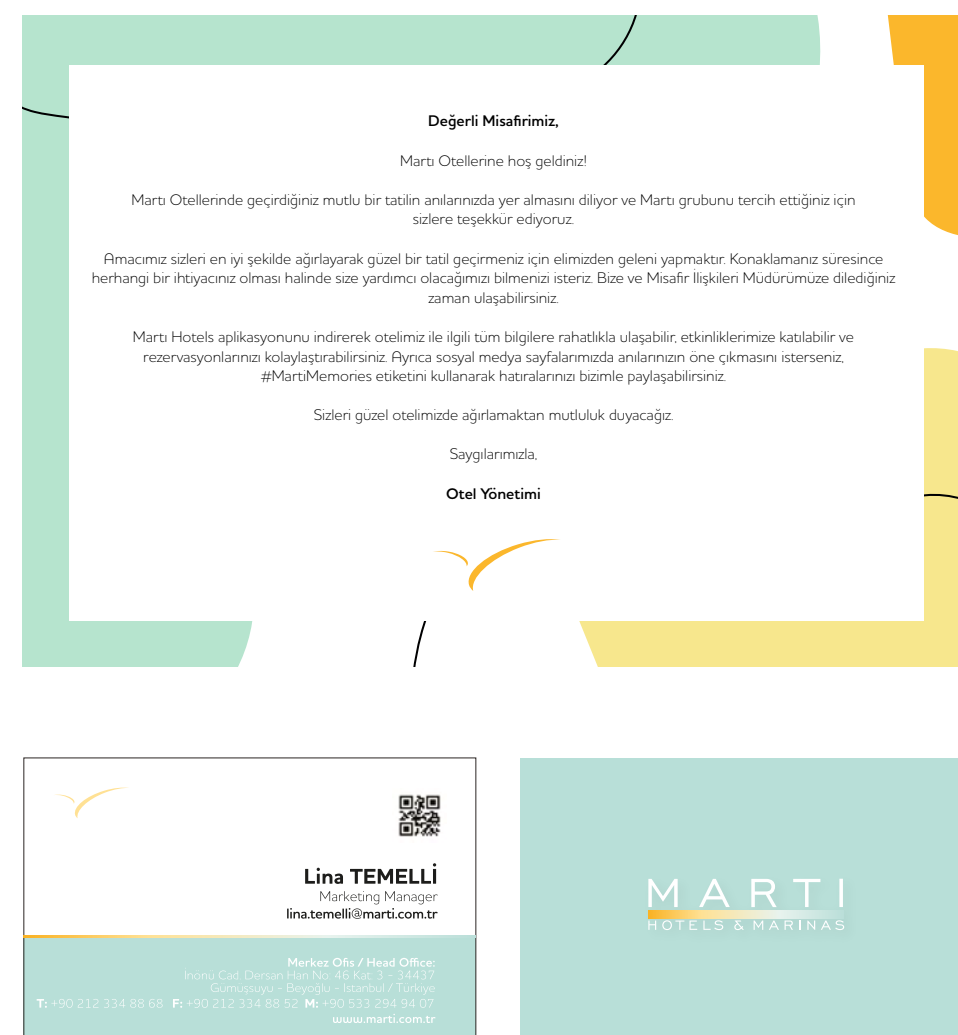 Değerli Misafirimiz,
Martı Otellerine hoş geldiniz!
Martı Otellerinde geçirdiğiniz mutlu bir tatilin anılarınızda yer almasını diliyor ve Martı grubunu tercih ettiğiniz için
sizlere teşekkür ediyoruz.
Amacımız sizleri en iyi şekilde ağırlayarak güzel bir tatil geçirmeniz için elimizden geleni yapmaktır. Konaklamanız süresince
herhangi bir ihtiyacınız olması halinde size yardımcı olacağımızı bilmenizi isteriz. Bize ve Misafir İlişkileri Müdürümüze dilediğiniz
zaman ulaşabilirsiniz.
Martı Hotels aplikasyonunu indirerek otelimiz ile ilgili tüm bilgilere rahatlıkla ulaşabilir, etkinliklerimize katılabilir ve
rezervasyonlarınızı kolaylaştırabilirsiniz. Ayrıca sosyal medya sayfalarımızda anılarınızın öne çıkmasını isterseniz,
#MartiMemories etiketini kullanarak hatıralarınızı bizimle paylaşabilirsiniz.
Sizleri güzel otelimizde ağırlamaktan mutluluk duyacağız.
Saygılarımızla,
Otel Yönetimi
Lina TEMELLİ
Marketing Manager
lina.temelli@marti.com.tr
Merkez Ofis / Head Office:
İnönü Cad. Dersan Han No: 46 Kat: 3 - 34437
Gümüşsuyu - Beyoğlu - İstanbul / Türkiye
T: +90 212 334 88 68 F: +90 212 334 88 52 M: +90 533 294 94 07
www.marti.com.tr
MARTI
HOTELS & MARINAS